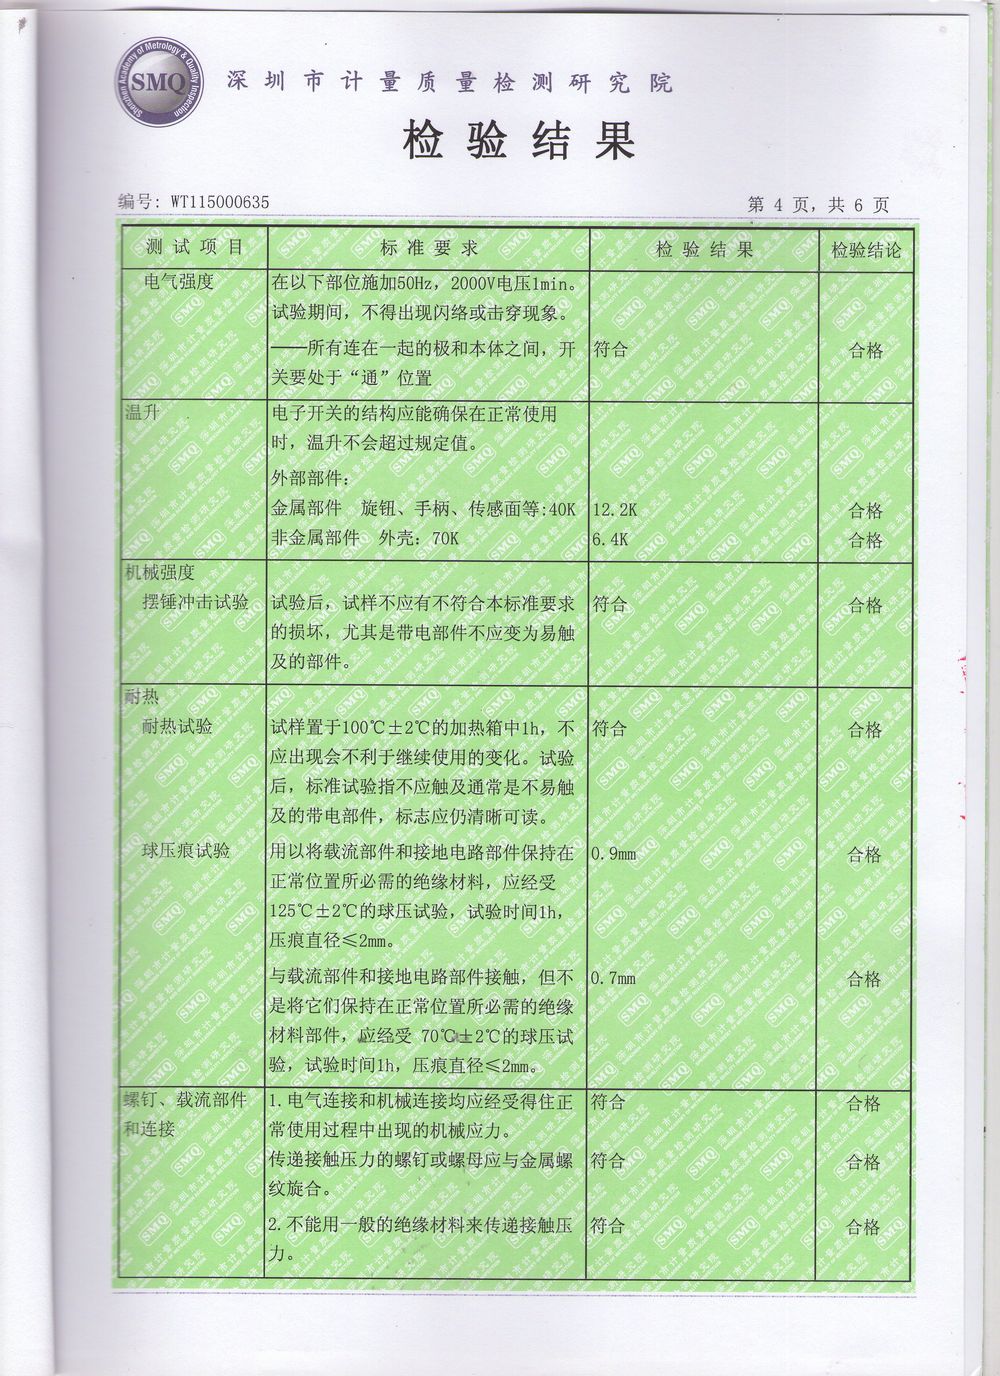 Shenzhen Academy of Metrology & Quality Inspection
SMQ
深圳市计量质量检测研究院
检验结果
编号: WT115000635
第 4 页, 共 6 页
测试项目 标准要求 检验结果 检验结论
电气强度 在以下部位施加50Hz, 2000V电压1min。
试验期间, 不得出现闪络或击穿现象。
——所有连在一起的极和本体之间, 开 符合 合格
关要处于“通”位置
温升 电子开关的结构应能确保在正常使用
时, 温升不会超过规定值。
外部部件:
金属部件 旋钮、手柄、传感面等:40K 12.2K 合格
非金属部件 外壳: 70K 6.4K 合格
机械强度
摆锤冲击试验 试验后, 试样不应有不符合本标准要求 符合 合格
的损坏, 尤其是带电部件不应变为易触
及的部件。
耐热
耐热试验 试样置于100℃±2℃的加热箱中1h, 不 符合 合格
应出现会不利于继续使用的变化。试验
后, 标准试验指不应触及通常是不易触
及的带电部件, 标志应仍清晰可读。
球压痕试验 用以将载流部件和接地电路部件保持在 0.9mm 合格
正常位置所必需的绝缘材料, 应经受
125℃±2℃的球压试验, 试验时间1h,
压痕直径≤2mm。
与载流部件和接地电路部件接触, 但不 0.7mm 合格
是将它们保持在正常位置所必需的绝缘
材料部件, 应经受 70℃±2℃的球压试
验, 试验时间1h, 压痕直径≤2mm。
螺钉、载流部件 1.电气连接和机械连接均应经受得住正 符合 合格
和连接 常使用过程中出现的机械应力。
传递接触压力的螺钉或螺母应与金属螺 符合 合格
纹旋合。
2.不能用一般的绝缘材料来传递接触压 符合 合格
力。